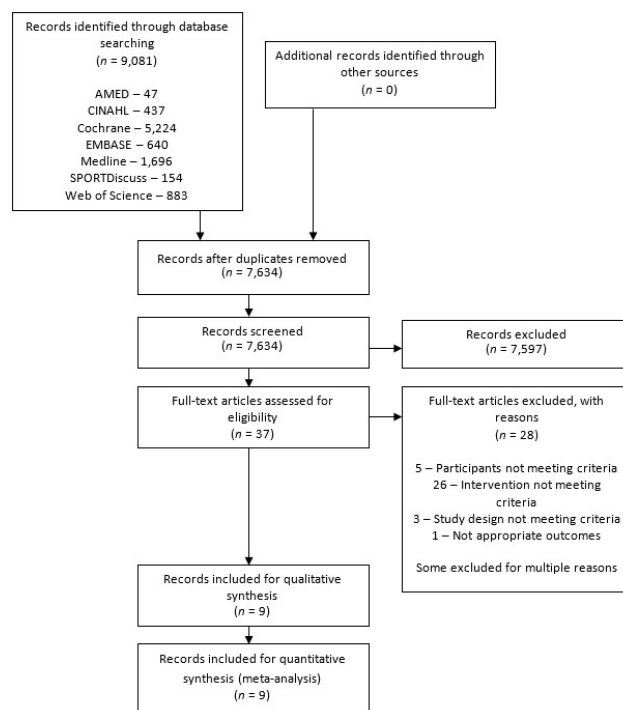 Records identified through database
searching
(n = 9,081)
AMED – 47
CINAHL – 437
Cochrane – 5,224
EMBASE – 640
Medline – 1,696
SPORTDiscuss – 154
Web of Science – 883
Additional records identified through
other sources
(n = 0)
Records after duplicates removed
(n = 7,634)
Records screened
(n = 7,634)
Records excluded
(n = 7,597)
Full-text articles assessed for
eligibility
(n = 37)
Full-text articles excluded, with
reasons
(n = 28)
5 – Participants not meeting criteria
26 – Intervention not meeting
criteria
3 – Study design not meeting criteria
1 – Not appropriate outcomes
Some excluded for multiple reasons
Records included for qualitative
synthesis
(n = 9)
Records included for quantitative
synthesis (meta-analysis)
(n = 9)